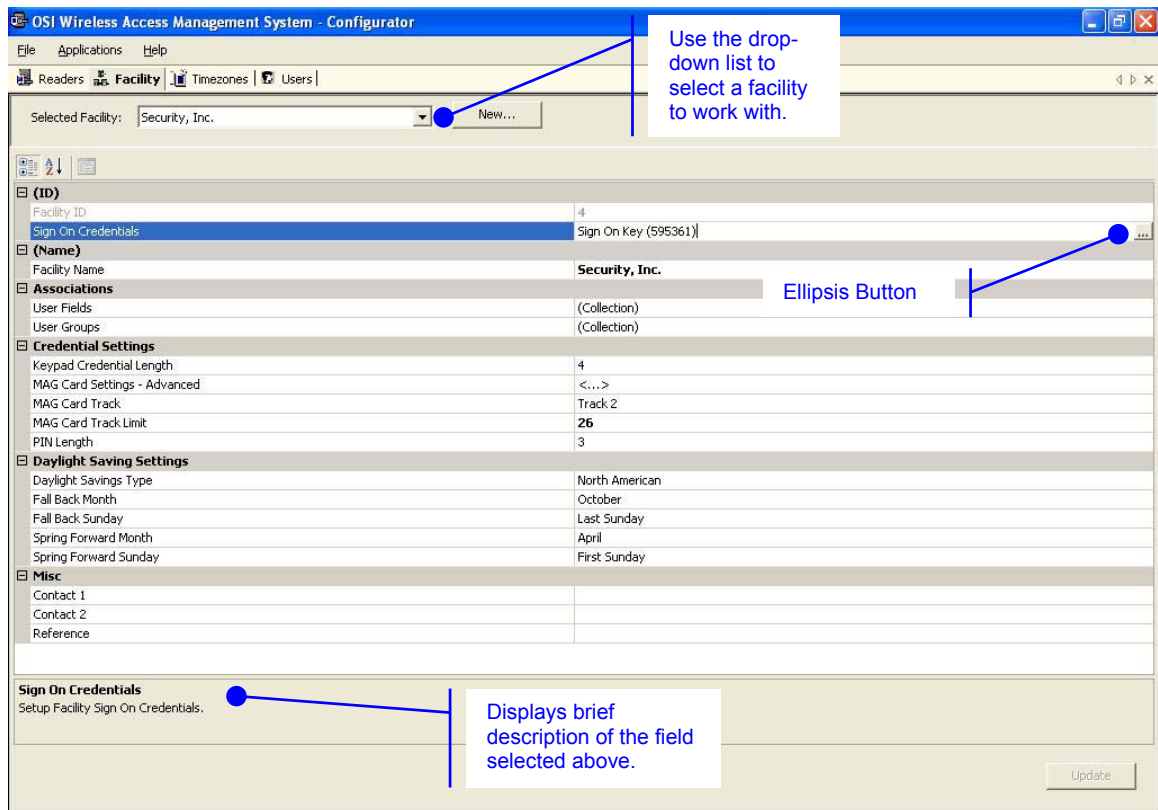 OSI Wireless Access Management System - Configurator
File Applications Help
Readers Facility Timezones Users
Use the drop-
down list to
select a facility
to work with.
Selected Facility: Security, Inc. New...
(ID)
Facility ID 4
Sign On Credentials Sign On Key (595361) ...
(Name)
Facility Name Security, Inc.
Ellipsis Button
Associations
User Fields (Collection)
User Groups (Collection)
Credential Settings
Keypad Credential Length 4
MAG Card Settings - Advanced <...>
MAG Card Track Track 2
MAG Card Track Limit 26
PIN Length 3
Daylight Saving Settings
Daylight Savings Type North American
Fall Back Month October
Fall Back Sunday Last Sunday
Spring Forward Month April
Spring Forward Sunday First Sunday
Misc
Contact 1
Contact 2
Reference
Sign On Credentials
Setup Facility Sign On Credentials.
Displays brief
description of the field
selected above.
Update